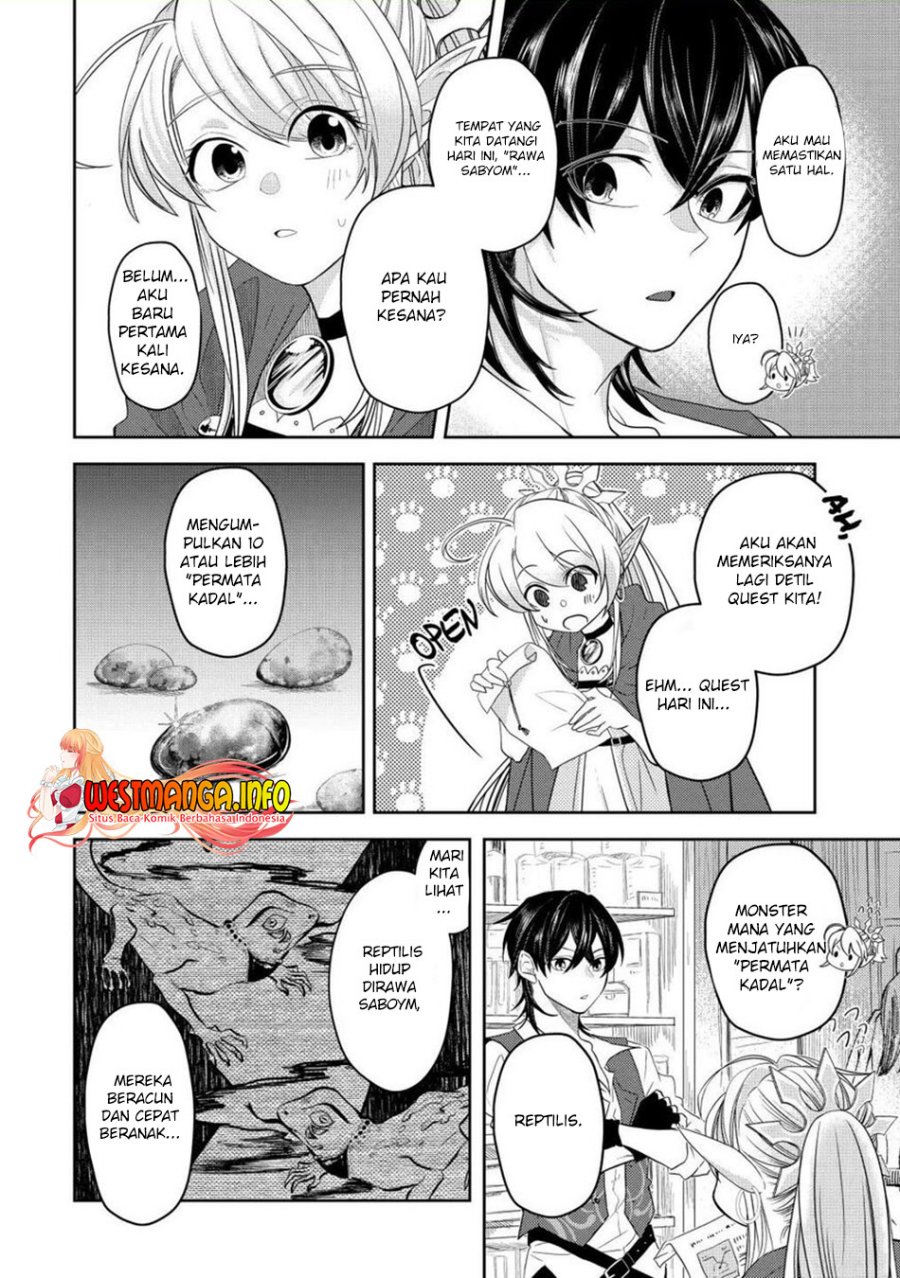 AKU MAU
MEMASTIKAN
SATU HAL.
IYA?
TEMPAT YANG
KITA DATANGI
HARI INI, "RAWA
SABYOM"...
APA KAU
PERNAH
KESANA?
BELUM...
AKU
BARU
PERTAMA
KALI
KESANA.
AH,
AKU AKAN
MEMERIKSANYA
LAGI DETIL
QUEST KITA!
EHM... QUEST
HARI INI...
OPEN
MENGUM-
PULKAN 10
ATAU LEBIH
"PERMATA
KADAL"...
WESTMANGA.INFO
Situs Baca Komik Berbahasa Indonesia
MONSTER
MANA YANG
MENJATUHKAN
"PERMATA
KADAL"?
REPTILIS.
MARI
KITA
LIHAT
...
REPTILIS
HIDUP
DIRAWA
SABOYM,
MEREKA
BERACUN
DAN CEPAT
BERANAK...